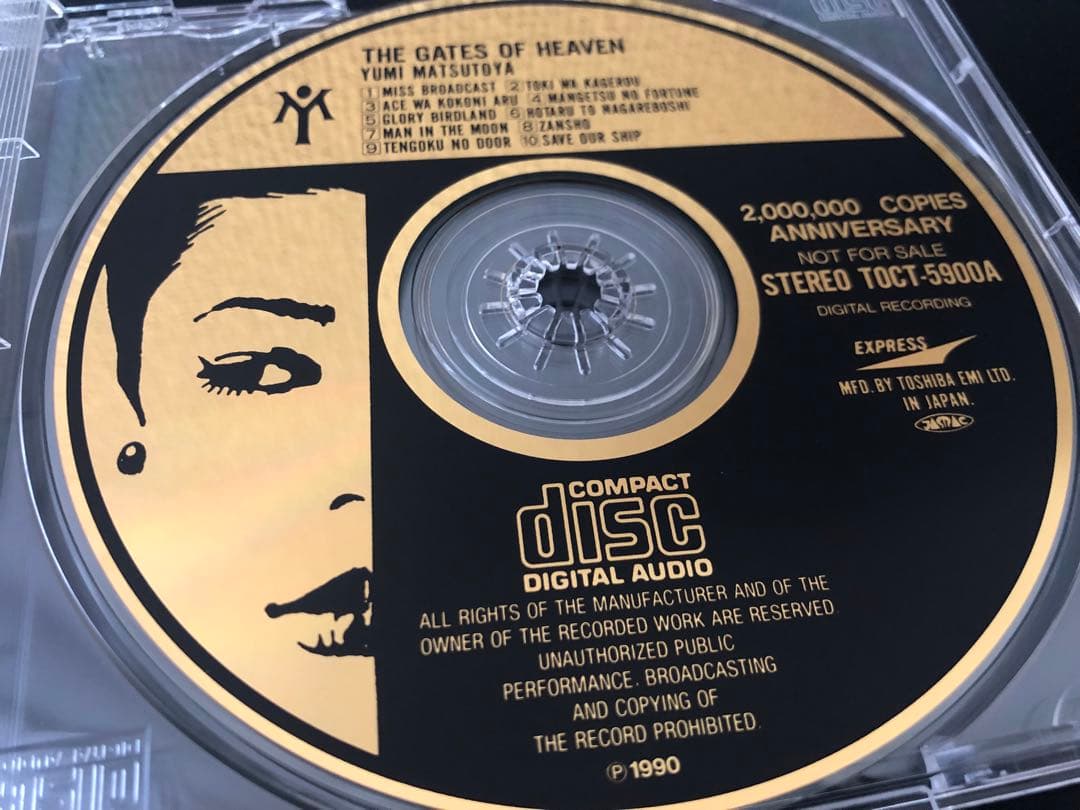 THE GATES OF HEAVEN
YUMI MATSUTOYA
1 MISS BROADCAST 2 TOKI WA KAGEROU
3 ACE WA KOKONI ARU 4 MANGETSU NO FORTUNE
5 GLORY BIRDLAND 6 HOTARU TO NAGAREBOSHI
7 MAN IN THE MOON 8 ZANSHO
9 TENGOKU NO DOOR 10 SAVE OUR SHIP
2,000,000 COPIES
ANNIVERSARY
NOT FOR SALE
STEREO TOCT-5900A
DIGITAL RECORDING
EXPRESS
MFD. BY TOSHIBA EMI LTD.
IN JAPAN.
JASRAC
COMPACT
disc
DIGITAL AUDIO
ALL RIGHTS OF THE MANUFACTURER AND OF THE
OWNER OF THE RECORDED WORK ARE RESERVED.
UNAUTHORIZED PUBLIC
PERFORMANCE. BROADCASTING
AND COPYING OF
THE RECORD PROHIBITED.
Ⓟ 1990